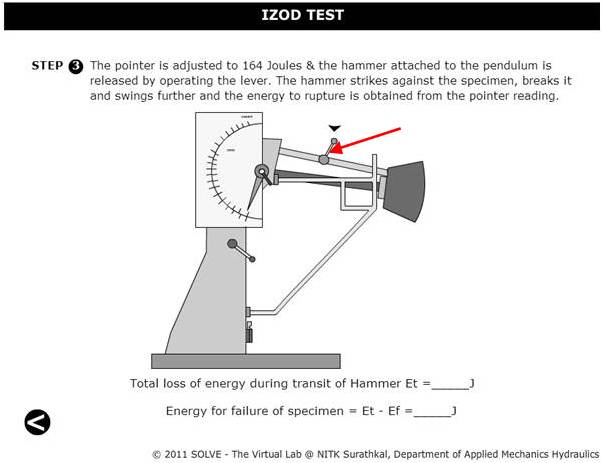 IZOD TEST
STEP 3 The pointer is adjusted to 164 Joules & the hammer attached to the pendulum is
released by operating the lever. The hammer strikes against the specimen, breaks it
and swings further and the energy to rupture is obtained from the pointer reading.
Total loss of energy during transit of Hammer Et =_____J
Energy for failure of specimen = Et - Ef =_____J
© 2011 SOLVE - The Virtual Lab @ NITK Surathkal, Department of Applied Mechanics Hydraulics